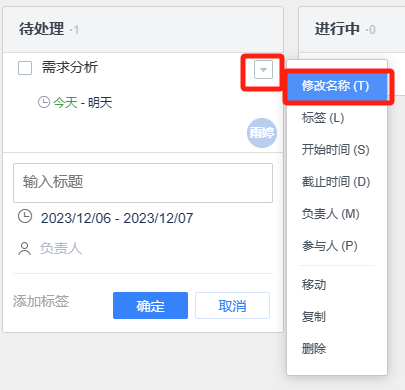 待处理 ·1
需求分析
今天 - 明天
雨婷
输入标题
2023/12/06 - 2023/12/07
负责人
添加标签
确定
取消
进行中 ·0
修改名称 (T)
标签 (L)
开始时间 (S)
截止时间 (D)
负责人 (M)
参与人 (P)
移动
复制
删除